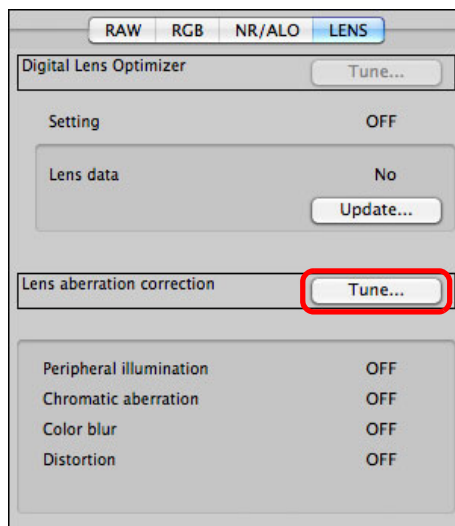 RAW RGB NR/ALO LENS
Digital Lens Optimizer Tune...
Setting OFF
Lens data No
Update...
Lens aberration correction Tune...
Peripheral illumination OFF
Chromatic aberration OFF
Color blur OFF
Distortion OFF